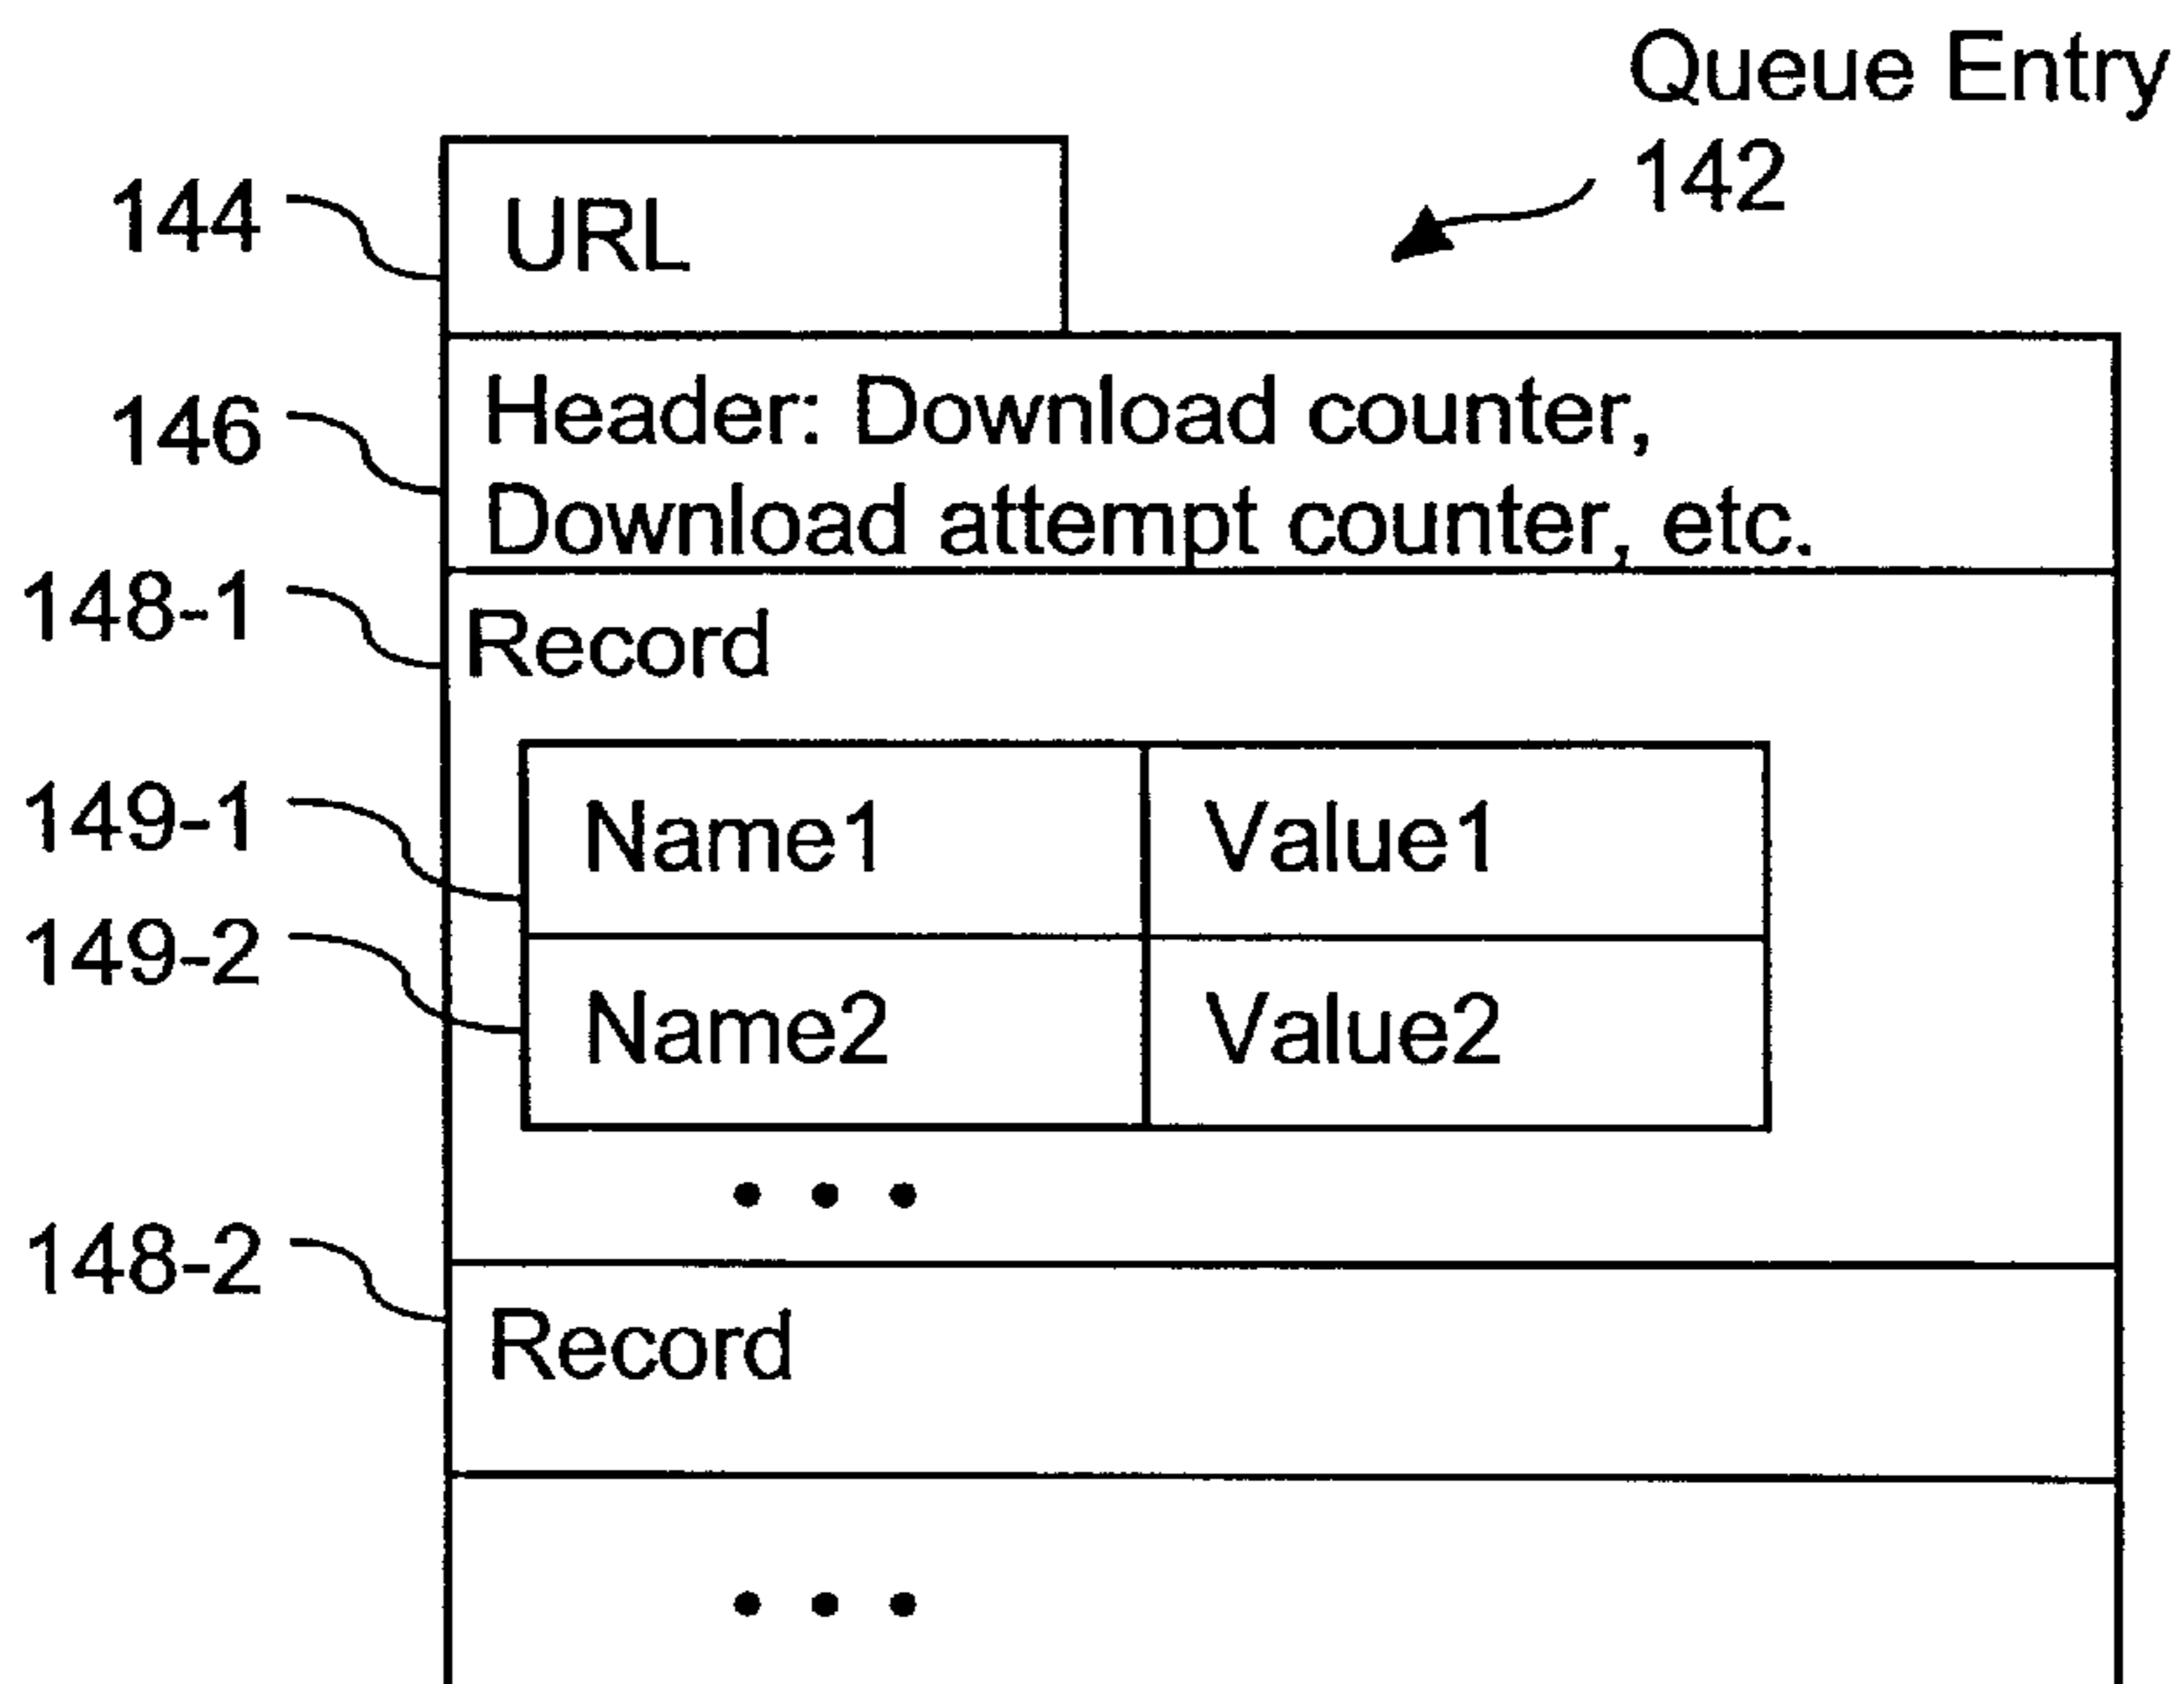 Queue Entry
142
144
URL
146
Header: Download counter,
Download attempt counter, etc.
148-1
Record
149-1
Name1
Value1
149-2
Name2
Value2
148-2
Record